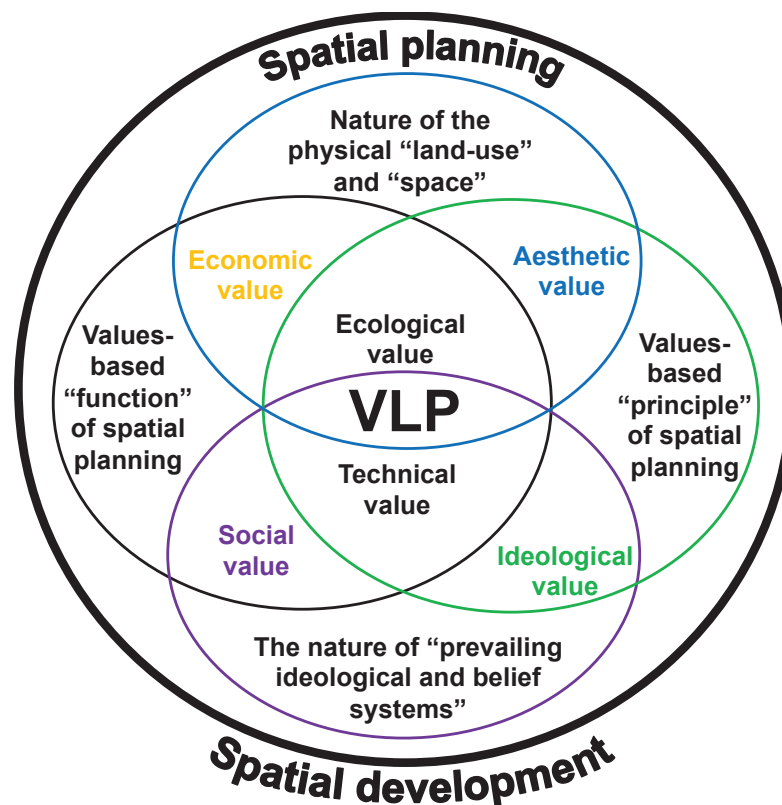 Spatial planning
Nature of the
physical “land-use”
and “space”
Economic
value
Aesthetic
value
Ecological
value
Values-
based
“function”
of spatial
planning
VLP
Values-
based
“principle”
of spatial
planning
Technical
value
Social
value
Ideological
value
The nature of “prevailing
ideological and belief
systems”
Spatial development